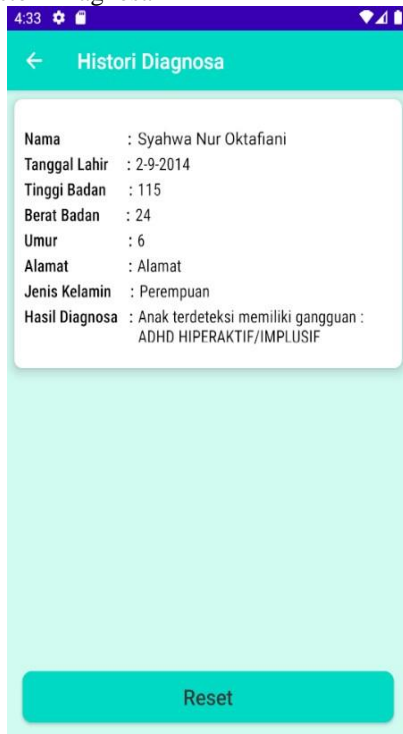 4:33
Histori Diagnosa
Nama : Syahwa Nur Oktafiani
Tanggal Lahir : 2-9-2014
Tinggi Badan : 115
Berat Badan : 24
Umur : 6
Alamat : Alamat
Jenis Kelamin : Perempuan
Hasil Diagnosa : Anak terdeteksi memiliki gangguan :
ADHD HIPERAKTIF/IMPLUSIF
Reset